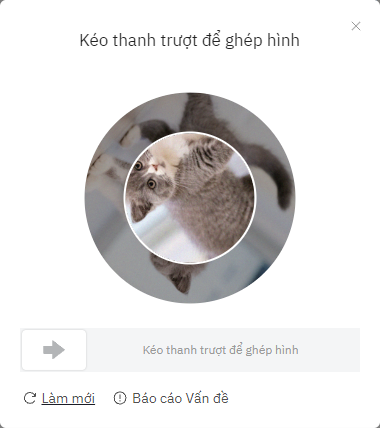 Kéo thanh trượt để ghép hình
Kéo thanh trượt để ghép hình
Làm mới
Báo cáo Vấn đề